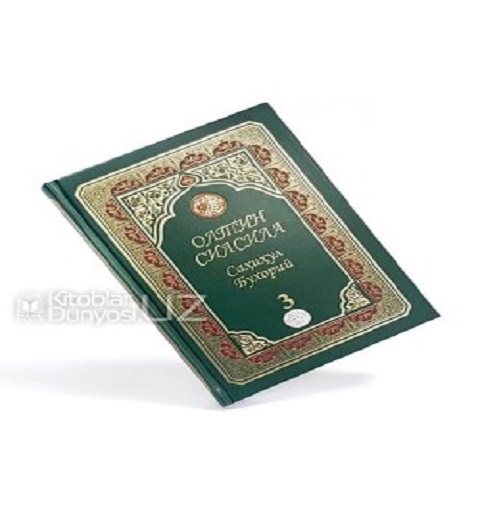 ОЛТИН
СИЛСИЛА
Саҳиҳул
Бухорий
3
Kitoblar
Dunyosi.UZ